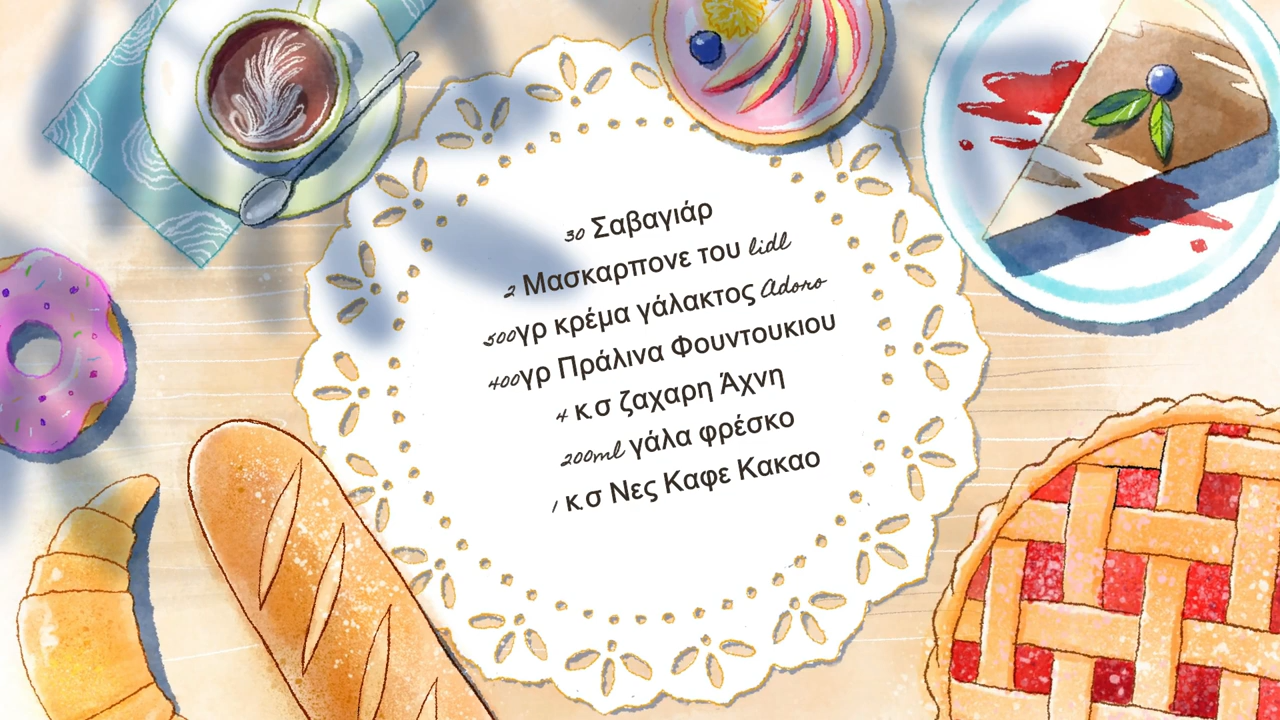 30 Σαβαγιάρ
2 Μασκαρπονε του lidl
500γρ κρέμα γάλακτος Adoro
400γρ Πράλινα Φουντουκιου
4 κ.σ ζαχαρη Άχνη
200ml γάλα φρέσκο
1 κ.σ Νες Καφε Κακαο